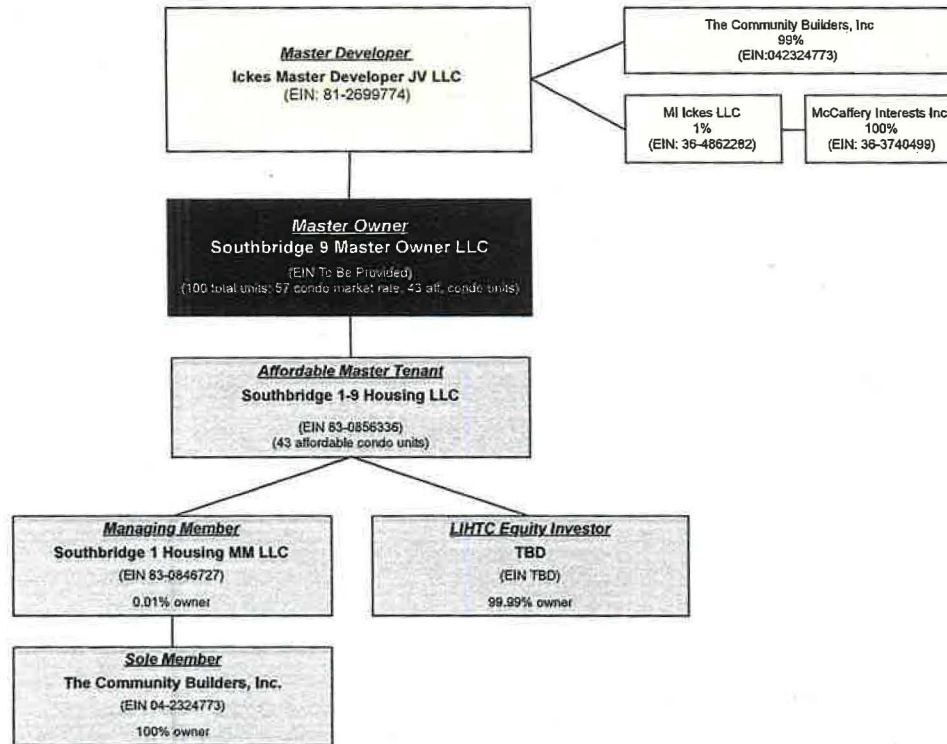 Master Developer
Ickes Master Developer JV LLC
(EIN: 81-2699774)
The Community Builders, Inc
99%
(EIN:042324773)
MI Ickes LLC
1%
(EIN: 36-4862282)
McCaffery Interests Inc
100%
(EIN: 36-3740499)
Master Owner
Southbridge 9 Master Owner LLC
(EIN To Be Provided)
(100 total units; 57 condo market rate, 43 aff. condo units)
Affordable Master Tenant
Southbridge 1-9 Housing LLC
(EIN 83-0856336)
(43 affordable condo units)
Managing Member
Southbridge 1 Housing MM LLC
(EIN 83-0846727)
0.01% owner
LIHTC Equity Investor
TBD
(EIN TBD)
99.99% owner
Sole Member
The Community Builders, Inc.
(EIN 04-2324773)
100% owner